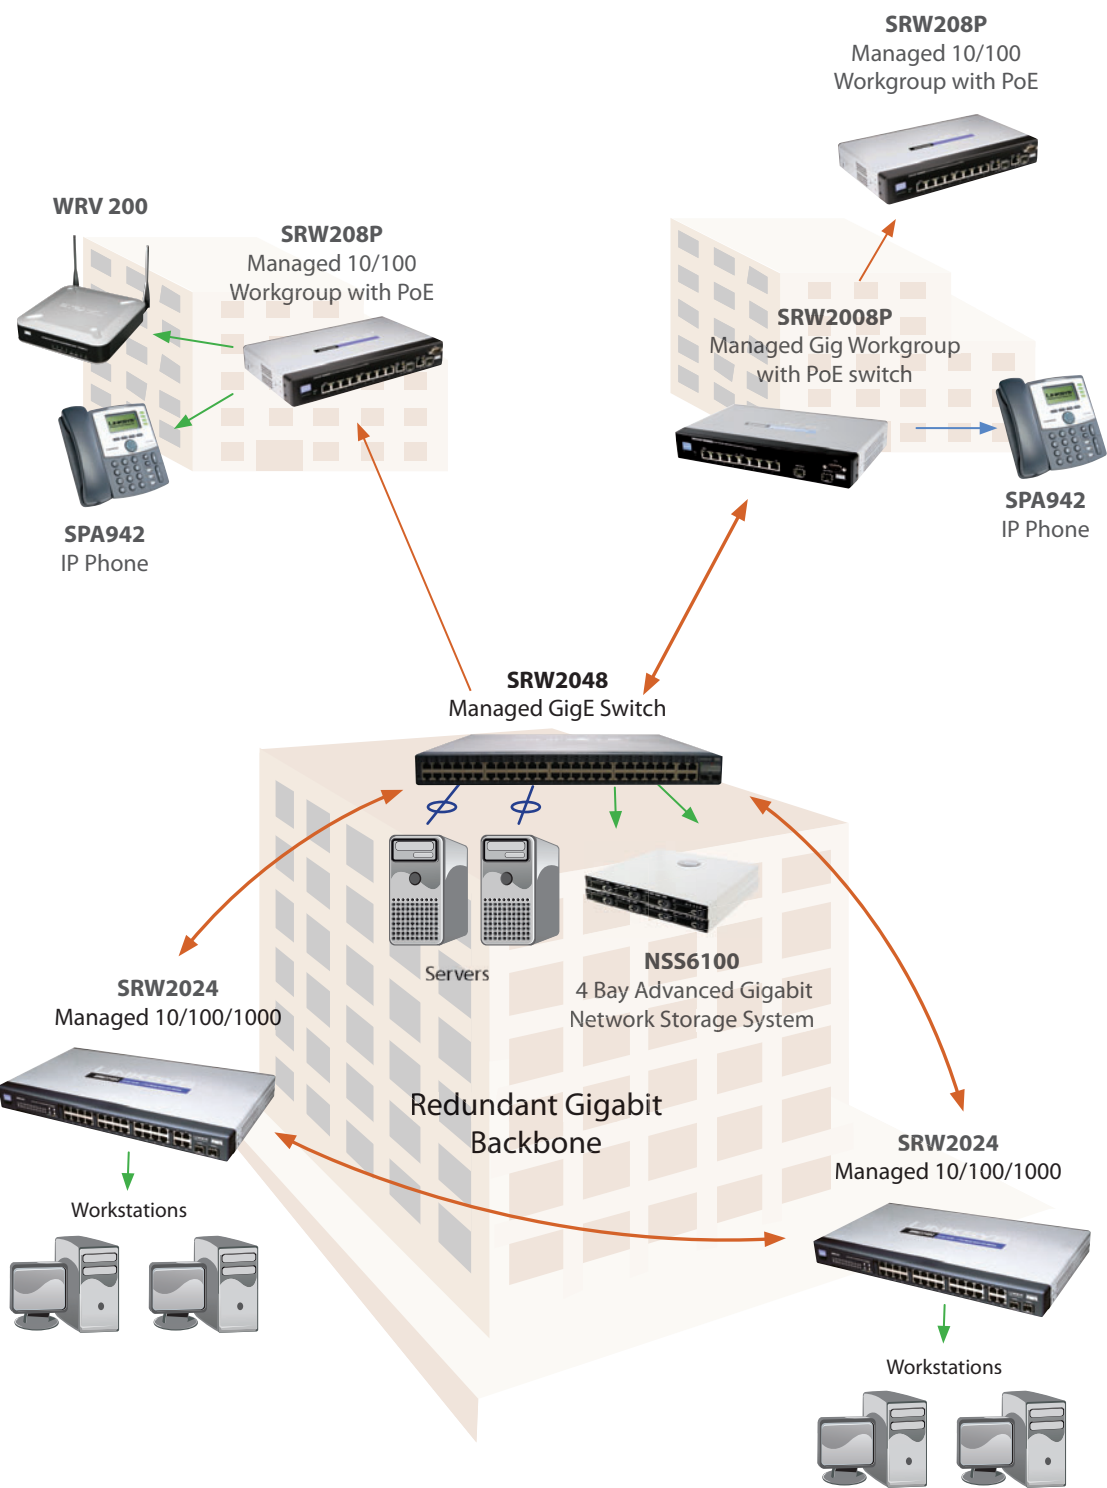 SRW208P
Managed 10/100
Workgroup with PoE
WRV 200
SRW208P
Managed 10/100
Workgroup with PoE
SRW2008P
Managed Gig Workgroup
with PoE switch
SPA942
IP Phone
SPA942
IP Phone
SRW2048
Managed GigE Switch
Servers
NSS6100
4 Bay Advanced Gigabit
Network Storage System
SRW2024
Managed 10/100/1000
Redundant Gigabit
Backbone
SRW2024
Managed 10/100/1000
Workstations
Workstations